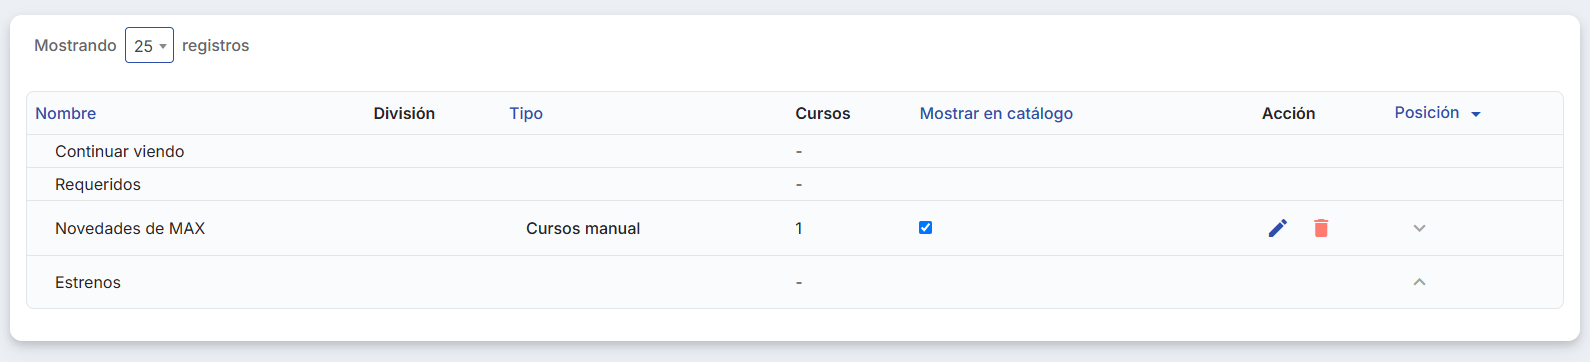 Mostrando 25 registros
Nombre División Tipo Cursos Mostrar en catálogo Acción Posición
Continuar viendo -
Requeridos -
Novedades de MAX Cursos manual 1
Estrenos -